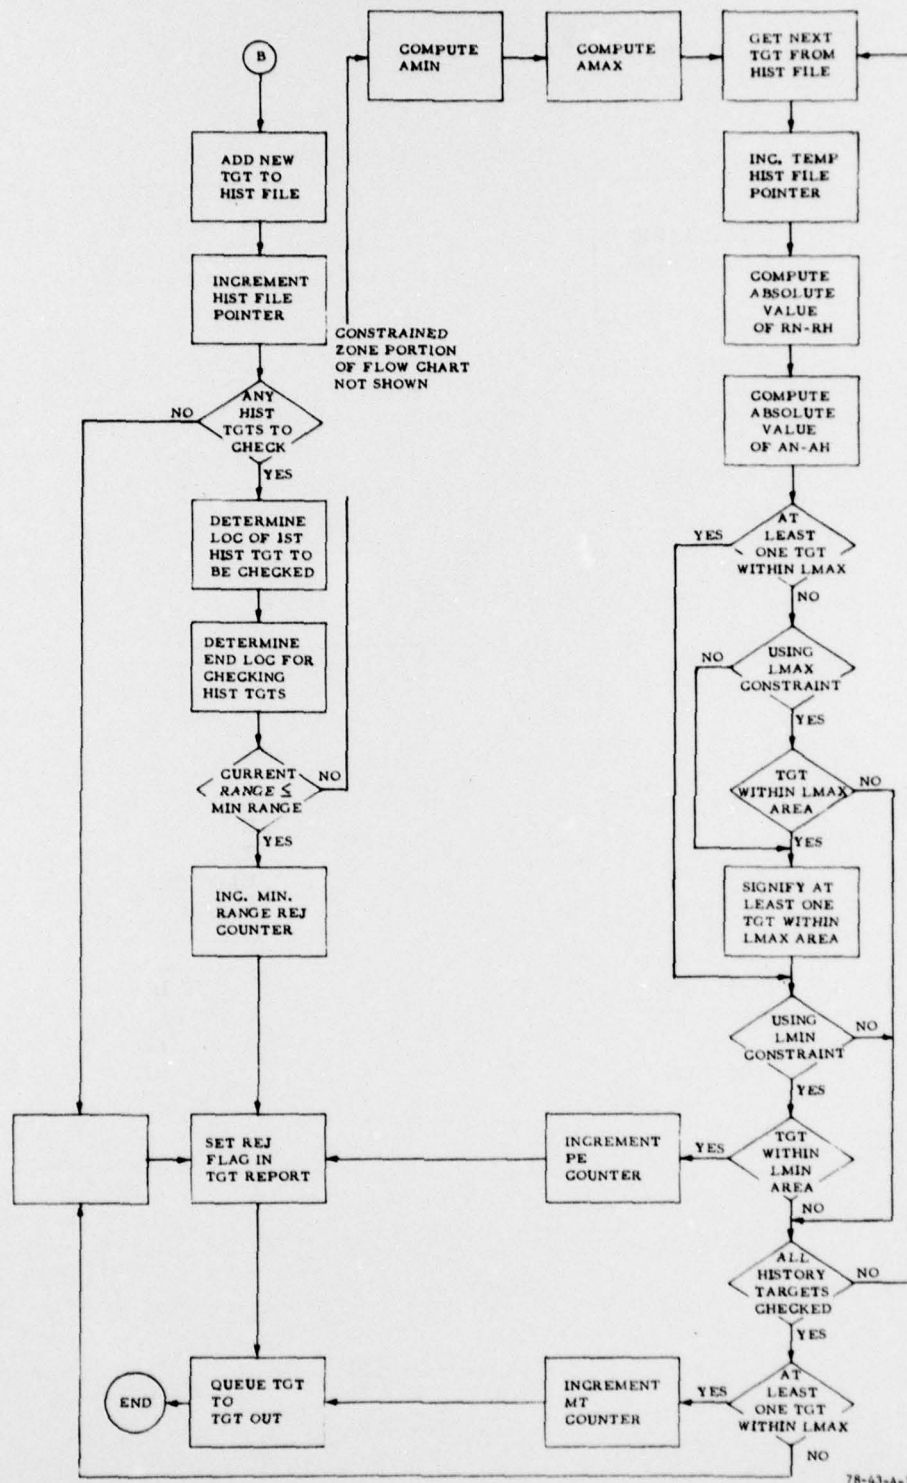 B
ADD NEW
TGT TO
HIST FILE
INCREMENT
HIST FILE
POINTER
ANY
HIST
TGTS TO
CHECK
NO
YES
DETERMINE
LOC OF 1ST
HIST TGT TO
BE CHECKED
DETERMINE
END LOC FOR
CHECKING
HIST TGTS
CURRENT
RANGE ≤
MIN RANGE
NO
YES
INC. MIN.
RANGE REJ
COUNTER
SET REJ
FLAG IN
TGT REPORT
QUEUE TGT
TO
TGT OUT
END
CONSTRAINED
ZONE PORTION
OF FLOW CHART
NOT SHOWN
COMPUTE
AMIN
COMPUTE
AMAX
GET NEXT
TGT FROM
HIST FILE
INC. TEMP
HIST FILE
POINTER
COMPUTE
ABSOLUTE
VALUE
OF RN-RH
COMPUTE
ABSOLUTE
VALUE
OF AN-AH
AT
LEAST
ONE TGT
WITHIN LMAX
YES
NO
USING
LMAX
CONSTRAINT
NO
YES
TGT
WITHIN LMAX
AREA
NO
YES
SIGNIFY AT
LEAST ONE
TGT WITHIN
LMAX AREA
USING
LMIN
CONSTRAINT
NO
YES
TGT
WITHIN
LMIN
AREA
YES
NO
INCREMENT
PE
COUNTER
ALL
HISTORY
TARGETS
CHECKED
NO
YES
AT
LEAST
ONE TGT
WITHIN LMAX
YES
NO
INCREMENT
MT
COUNTER
78-43-A-